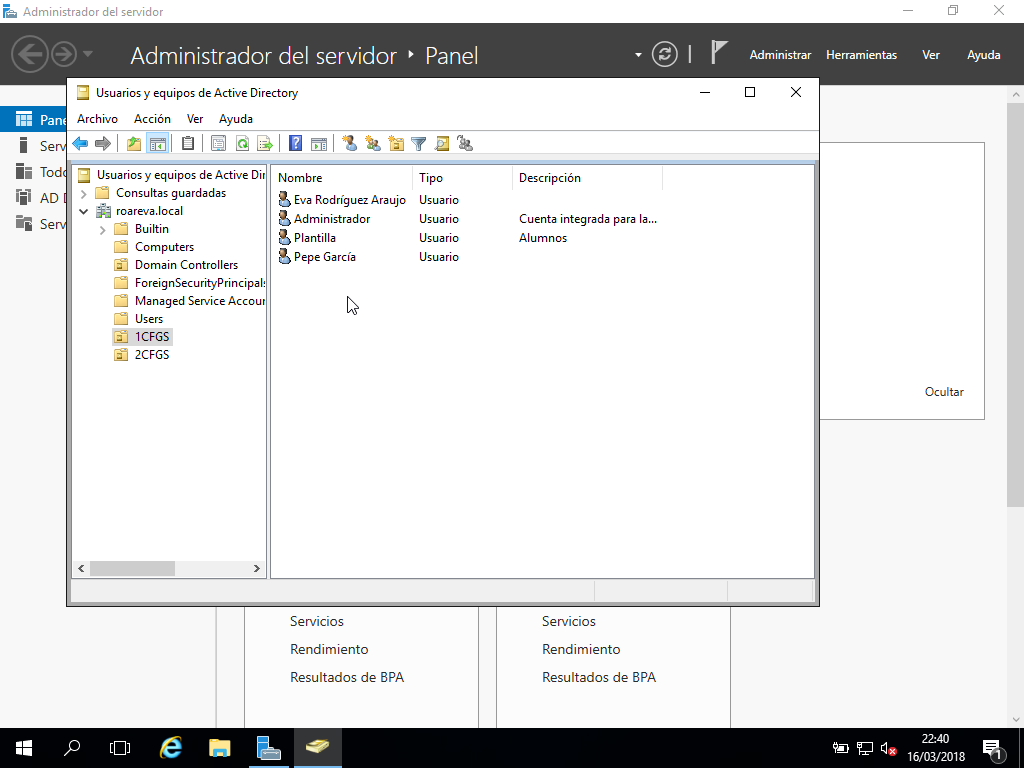 Administrador del servidor
Administrador del servidor • Panel
Administrar Herramientas Ver Ayuda
Usuarios y equipos de Active Directory
Archivo Acción Ver Ayuda
Usuarios y equipos de Active Dir
Consultas guardadas
roareva.local
Builtin
Computers
Domain Controllers
ForeignSecurityPrincipals
Managed Service Accour
Users
1CFGS
2CFGS
Nombre Tipo Descripción
Eva Rodríguez Araujo Usuario
Administrador Usuario Cuenta integrada para la...
Plantilla Usuario Alumnos
Pepe García Usuario
Pane
Serv
Todo
AD D
Serv
Ocultar
Servicios
Rendimiento
Resultados de BPA
Servicios
Rendimiento
Resultados de BPA
22:40
16/03/2018
1